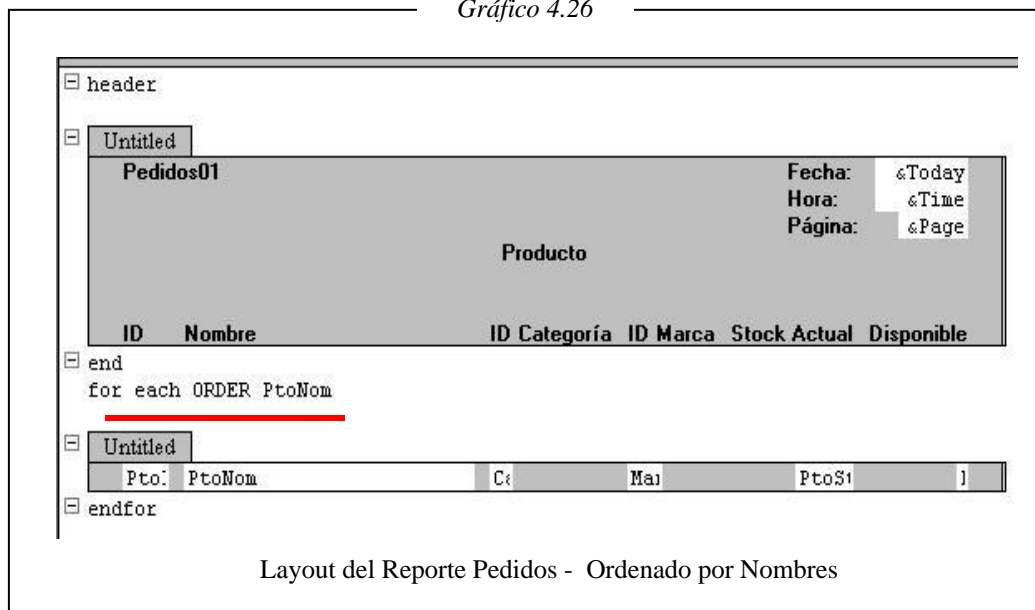 Gráfico 4.26
header
Untitled
Pedidos01 Fecha: &Today
Hora: &Time
Página: &Page
Producto
ID Nombre ID Categoría ID Marca Stock Actual Disponible
end
for each ORDER PtoNom
Untitled
PtoNom
endfor
Layout del Reporte Pedidos - Ordenado por Nombres